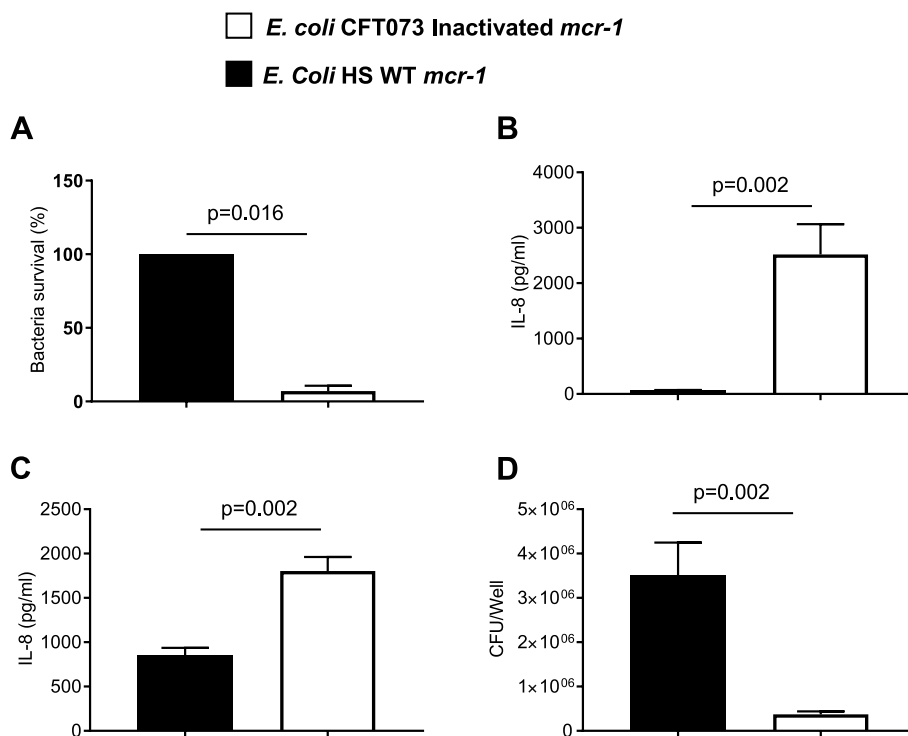 E. coli CFT073 Inactivated mcr-1
E. Coli HS WT mcr-1
A
Bacteria survival (%)
150
100
50
0
p=0.016
B
IL-8 (pg/ml)
4000
3000
2000
1000
0
p=0.002
C
IL-8 (pg/ml)
2500
2000
1500
1000
500
0
p=0.002
D
CFU/Well
5×10⁰⁶
4×10⁰⁶
3×10⁰⁶
2×10⁰⁶
1×10⁰⁶
0
p=0.002